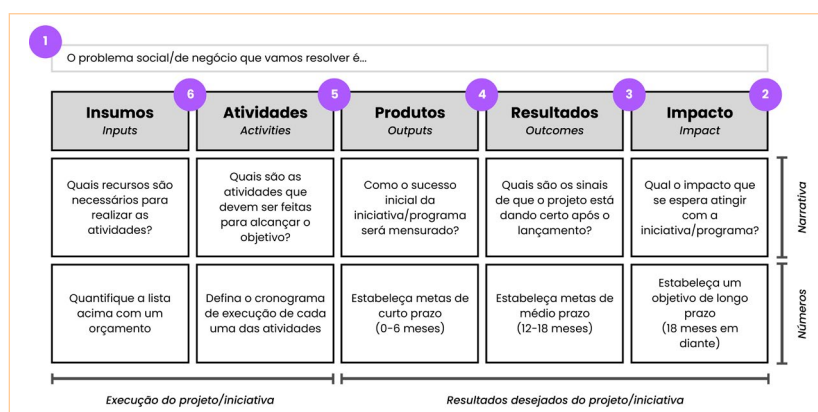 1
O problema social/de negócio que vamos resolver é...
6
5
4
3
2
Insumos
Inputs
Atividades
Activities
Produtos
Outputs
Resultados
Outcomes
Impacto
Impact
Quais recursos são
necessários para
realizar as
atividades?
Quais são as
atividades que
devem ser feitas
para alcançar o
objetivo?
Como o sucesso
inicial da
iniciativa/programa
será mensurado?
Quais são os sinais
de que o projeto está
dando certo após o
lançamento?
Qual o impacto que
se espera atingir
com a
iniciativa/programa?
Narrativa
Quantifique a lista
acima com um
orçamento
Defina o cronograma
de execução de cada
uma das atividades
Estabeleça metas de
curto prazo
(0-6 meses)
Estabeleça metas de
médio prazo
(12-18 meses)
Estabeleça um
objetivo de longo
prazo
(18 meses em
diante)
Números
Execução do projeto/iniciativa
Resultados desejados do projeto/iniciativa